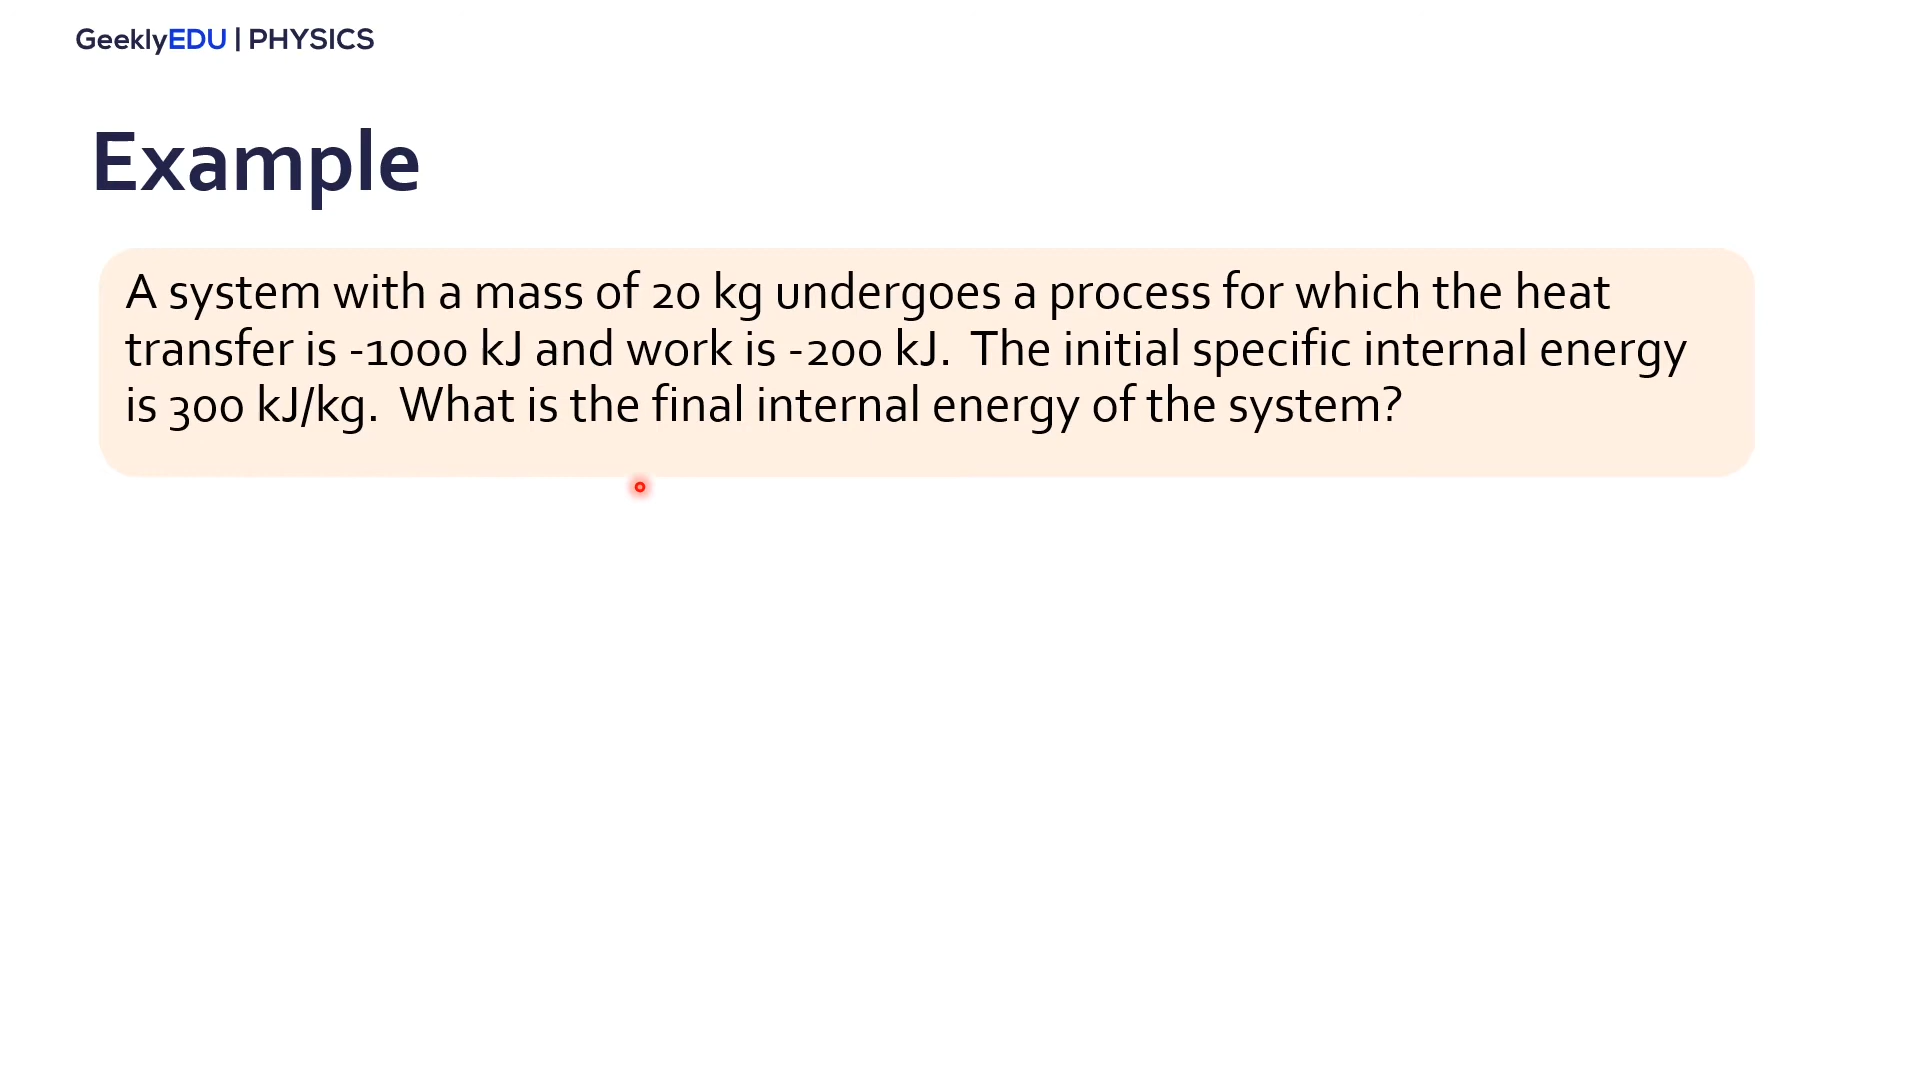 GeeklyEDU | PHYSICS
Example
A system with a mass of 20 kg undergoes a process for which the heat
transfer is -1000 kJ and work is -200 kJ.  The initial specific internal energy
is 300 kJ/kg.  What is the final internal energy of the system?